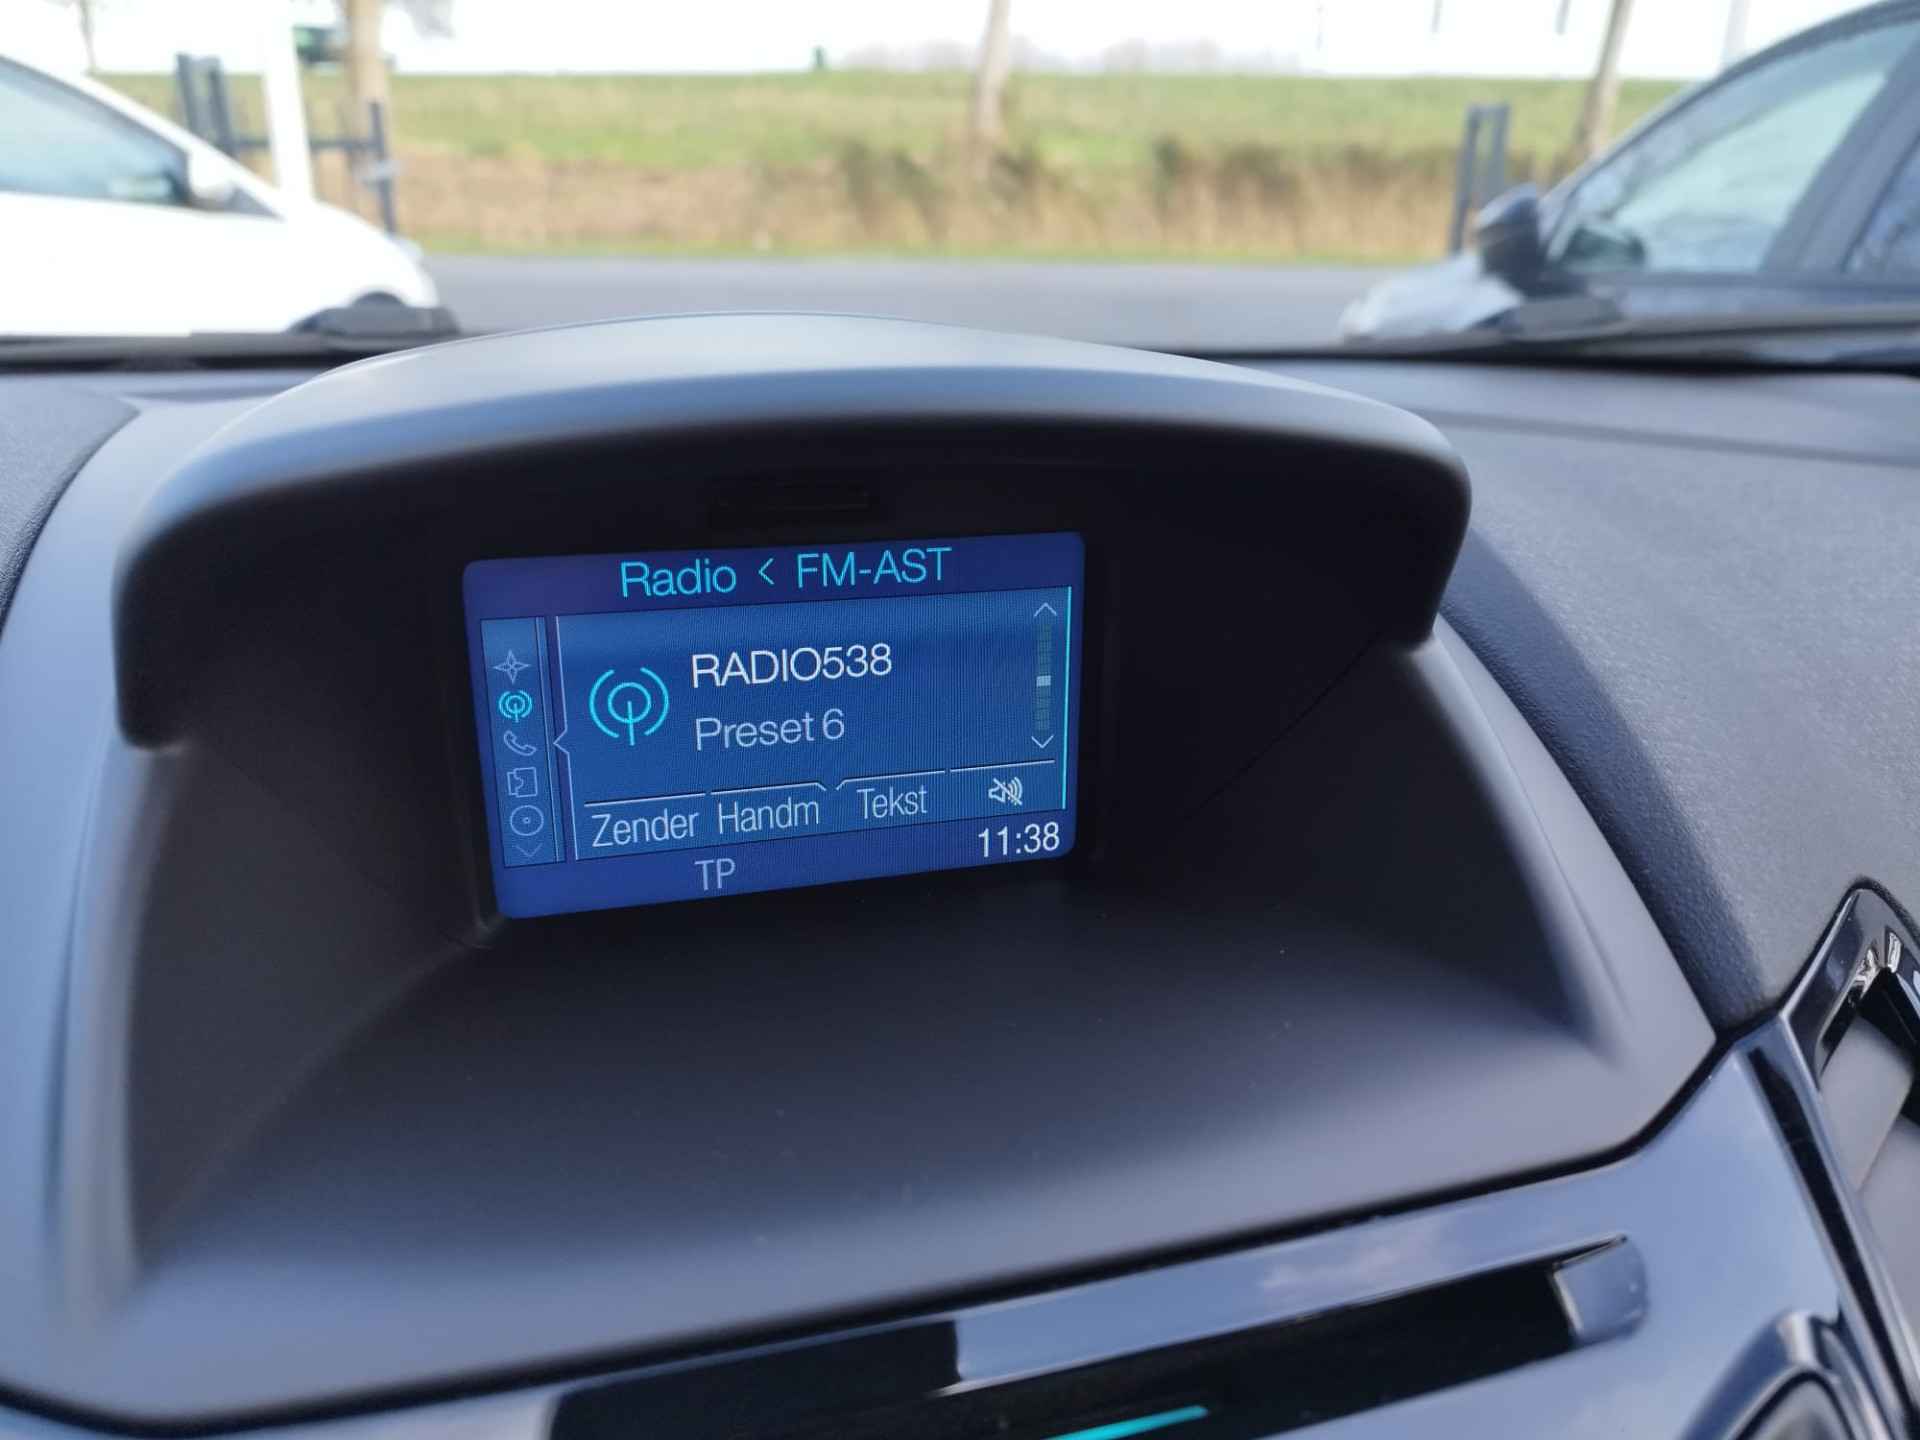 Radio < FM-AST
RADIO538
Preset 6
Zender Handm Tekst
11:38
TP